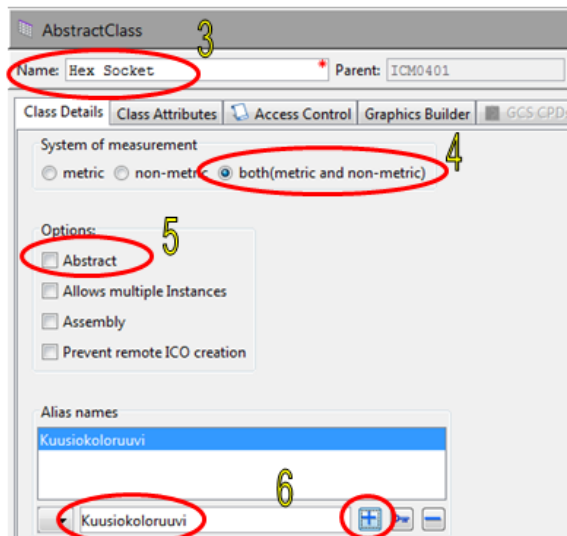 AbstractClass
3
Name: Hex Socket * Parent: ICM0401
Class Details Class Attributes Access Control Graphics Builder GCS CPD
4
System of measurement
metric non-metric both(metric and non-metric)
Options:
5
Abstract
Allows multiple Instances
Assembly
Prevent remote ICO creation
Alias names
Kuusiokoloruuvi
6
Kuusiokoloruuvi